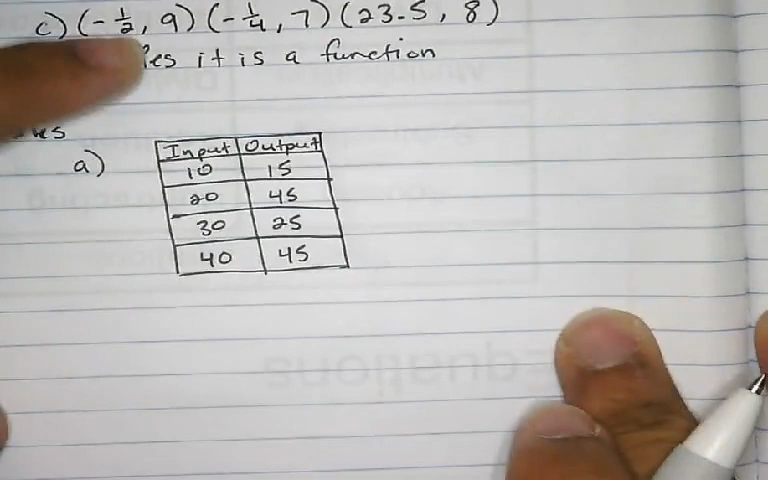 c) (-1/2, 9) (-1/4, 7) (23.5, 8)
Yes it is a function
a)
Input Output
10 15
20 45
30 25
40 45